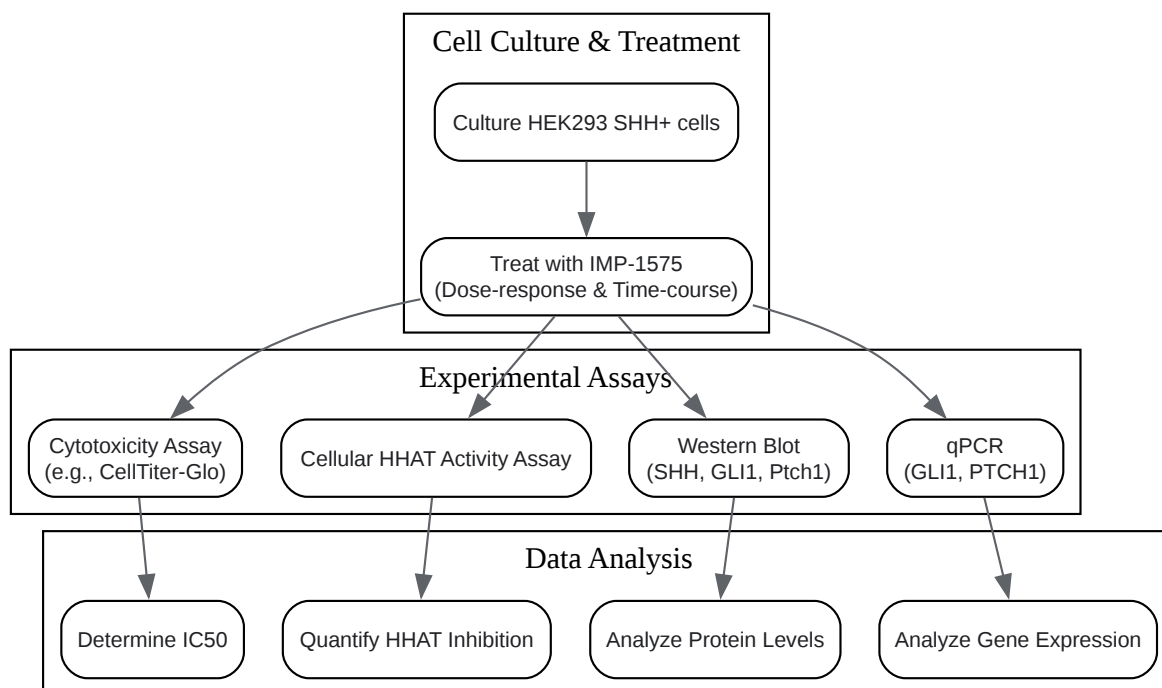 Cell Culture & Treatment
Culture HEK293 SHH+ cells
Treat with IMP-1575
(Dose-response & Time-course)
Experimental Assays
Cytotoxicity Assay
(e.g., CellTiter-Glo)
Cellular HHAT Activity Assay
Western Blot
(SHH, GLI1, Ptch1)
qPCR
(GLI1, PTCH1)
Data Analysis
Determine IC50
Quantify HHAT Inhibition
Analyze Protein Levels
Analyze Gene Expression